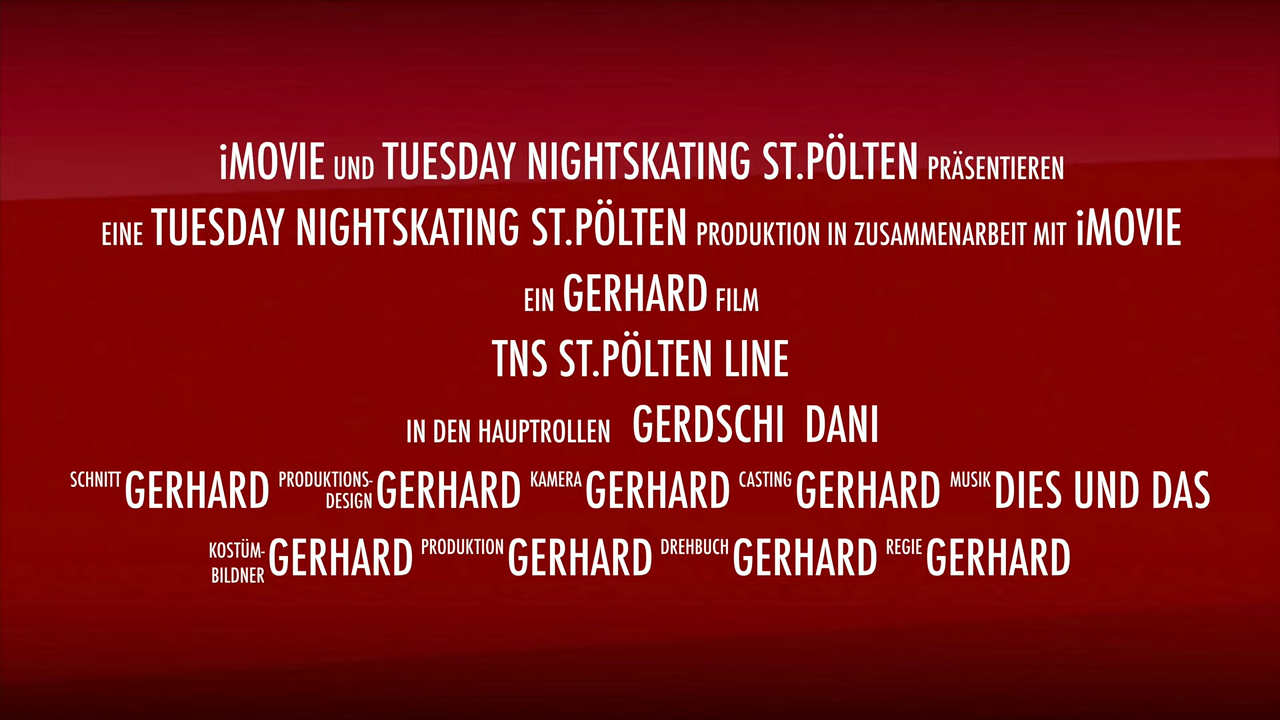 iMOVIE UND TUESDAY NIGHTSKATING ST.PÖLTEN PRÄSENTIEREN
EINE TUESDAY NIGHTSKATING ST.PÖLTEN PRODUKTION IN ZUSAMMENARBEIT MIT iMOVIE
EIN GERHARD FILM
TNS ST.PÖLTEN LINE
IN DEN HAUPTROLLEN GERDSCHI DANI
SCHNITT GERHARD PRODUKTIONS-DESIGN GERHARD KAMERA GERHARD CASTING GERHARD MUSIK DIES UND DAS
KOSTÜM-BILDNER GERHARD PRODUKTION GERHARD DREHBUCH GERHARD REGIE GERHARD